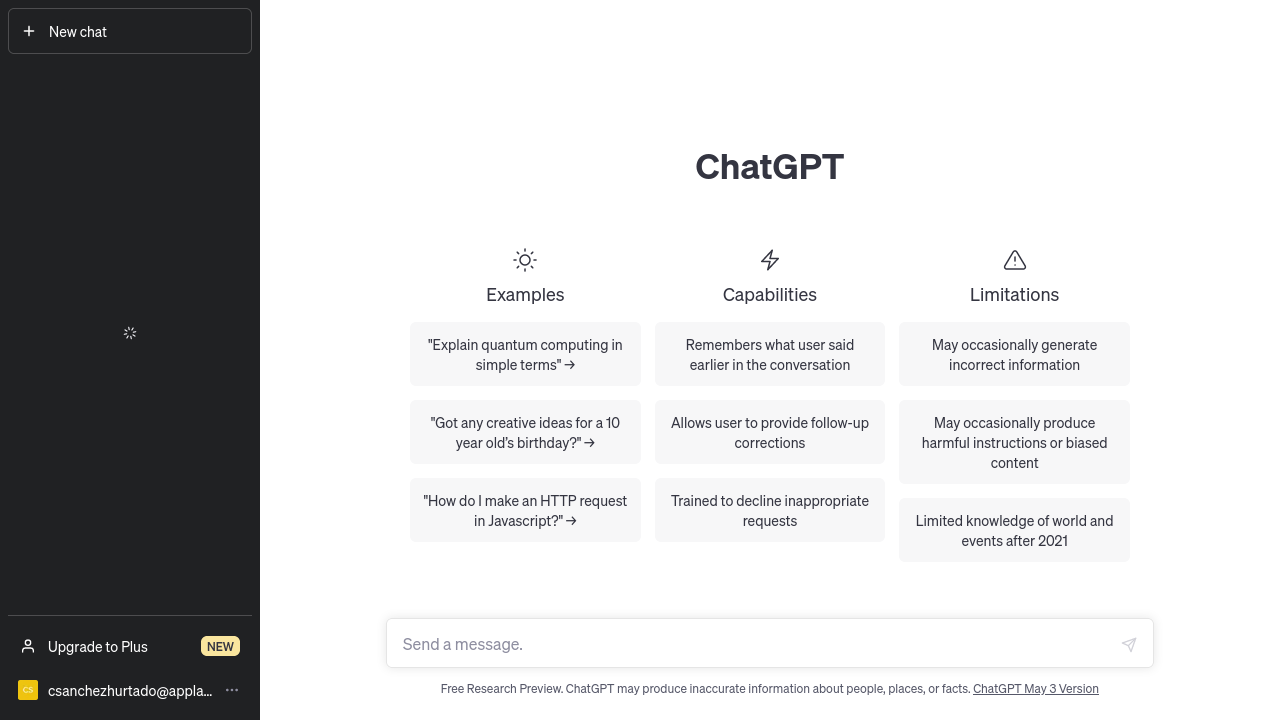 New chat
Upgrade to Plus
NEW
CS
csanchezhurtado@appla...
ChatGPT
Examples
"Explain quantum computing in
simple terms" →
"Got any creative ideas for a 10
year old's birthday?" →
"How do I make an HTTP request
in Javascript?" →
Capabilities
Remembers what user said
earlier in the conversation
Allows user to provide follow-up
corrections
Trained to decline inappropriate
requests
Limitations
May occasionally generate
incorrect information
May occasionally produce
harmful instructions or biased
content
Limited knowledge of world and
events after 2021
Send a message.
Free Research Preview. ChatGPT may produce inaccurate information about people, places, or facts. ChatGPT May 3 Version